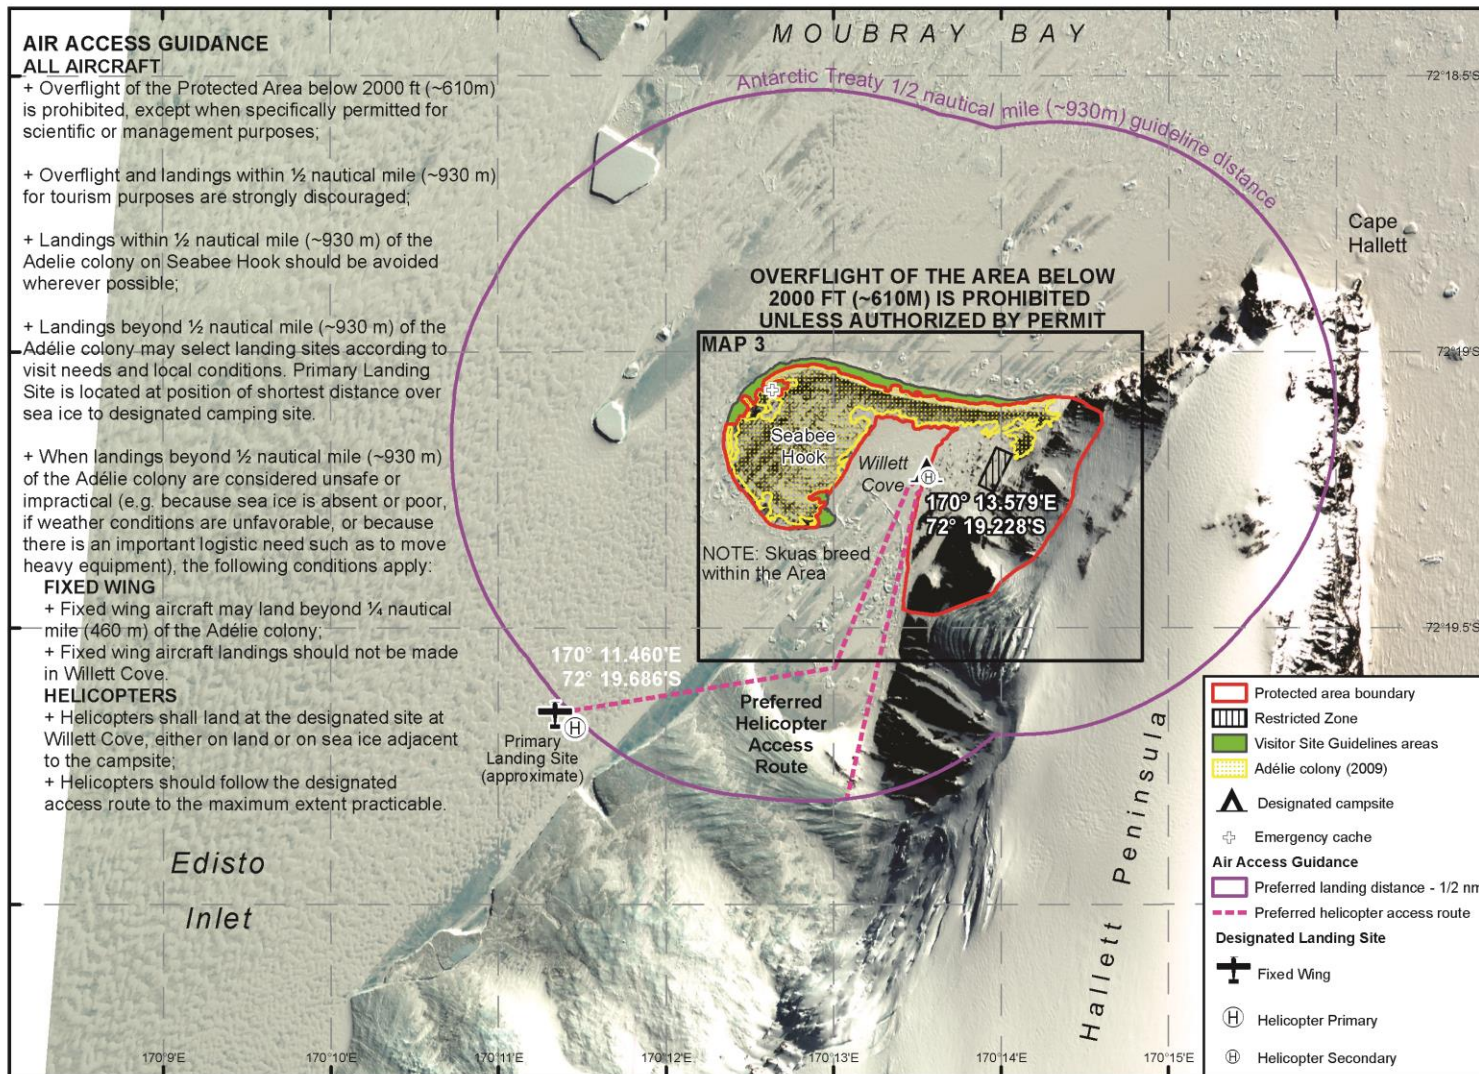 AIR ACCESS GUIDANCE
ALL AIRCRAFT
+ Overflight of the Protected Area below 2000 ft (~610m)
is prohibited, except when specifically permitted for
scientific or management purposes;
+ Overflight and landings within ½ nautical mile (~930 m)
for tourism purposes are strongly discouraged;
+ Landings within ½ nautical mile (~930 m) of the
Adelie colony on Seabee Hook should be avoided
wherever possible;
+ Landings beyond ½ nautical mile (~930 m) of the
Adélie colony may select landing sites according to
visit needs and local conditions. Primary Landing
Site is located at position of shortest distance over
sea ice to designated camping site.
+ When landings beyond ½ nautical mile (~930 m)
of the Adélie colony are considered unsafe or
impractical (e.g. because sea ice is absent or poor,
if weather conditions are unfavorable, or because
there is an important logistic need such as to move
heavy equipment), the following conditions apply:
FIXED WING
+ Fixed wing aircraft may land beyond ¼ nautical
mile (460 m) of the Adélie colony;
+ Fixed wing aircraft landings should not be made
in Willett Cove.
HELICOPTERS
+ Helicopters shall land at the designated site at
Willett Cove, either on land or on sea ice adjacent
to the campsite;
+ Helicopters should follow the designated
access route to the maximum extent practicable.
MOUBRAY BAY
Antarctic Treaty 1/2 nautical mile (~930m) guideline distance
72°18.5'S
Cape
Hallett
OVERFLIGHT OF THE AREA BELOW
2000 FT (~610M) IS PROHIBITED
UNLESS AUTHORIZED BY PERMIT
MAP 3
72°19'S
Seabee
Hook
Willett
Cove
H
170° 13.579'E
72° 19.228'S
NOTE: Skuas breed
within the Area
72°19.5'S
170° 11.460'E
72° 19.686'S
H
Primary
Landing Site
(approximate)
Preferred
Helicopter
Access
Route
Edisto
Inlet
Hallett Peninsula
Protected area boundary
Restricted Zone
Visitor Site Guidelines areas
Adélie colony (2009)
Designated campsite
Emergency cache
Air Access Guidance
Preferred landing distance - 1/2 nm
Preferred helicopter access route
Designated Landing Site
Fixed Wing
H Helicopter Primary
H Helicopter Secondary
170°9'E
170°10'E
170°11'E
170°12'E
170°13'E
170°14'E
170°15'E